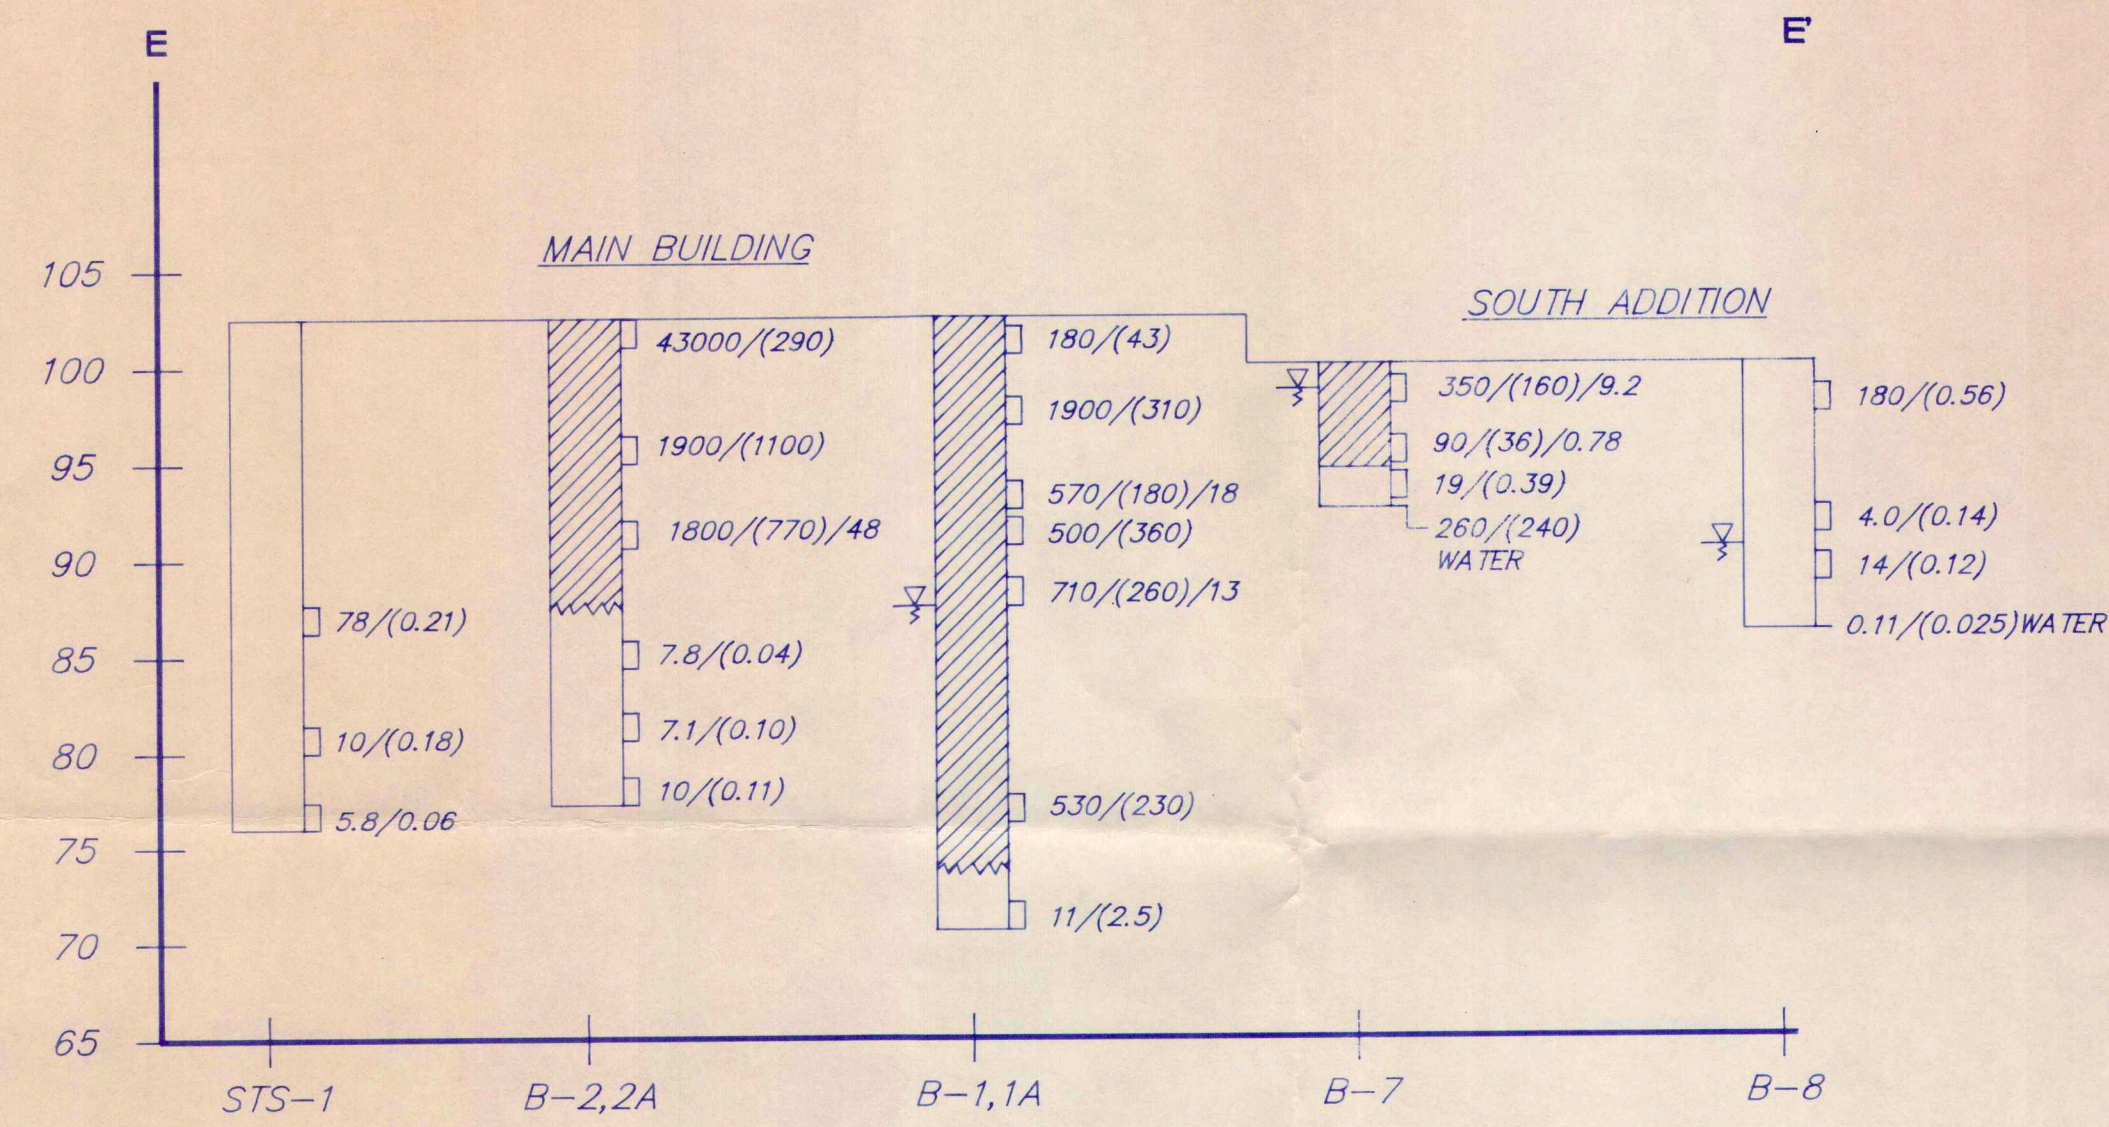 E
E'
MAIN BUILDING
SOUTH ADDITION
105
100
95
90
85
80
75
70
65
78/(0.21)
10/(0.18)
5.8/0.06
43000/(290)
1900/(1100)
1800/(770)/48
7.8/(0.04)
7.1/(0.10)
10/(0.11)
180/(43)
1900/(310)
570/(180)/18
500/(360)
710/(260)/13
530/(230)
11/(2.5)
350/(160)/9.2
90/(36)/0.78
19/(0.39)
260/(240)
WATER
180/(0.56)
4.0/(0.14)
14/(0.12)
0.11/(0.025)WATER
STS-1
B-2,2A
B-1,1A
B-7
B-8